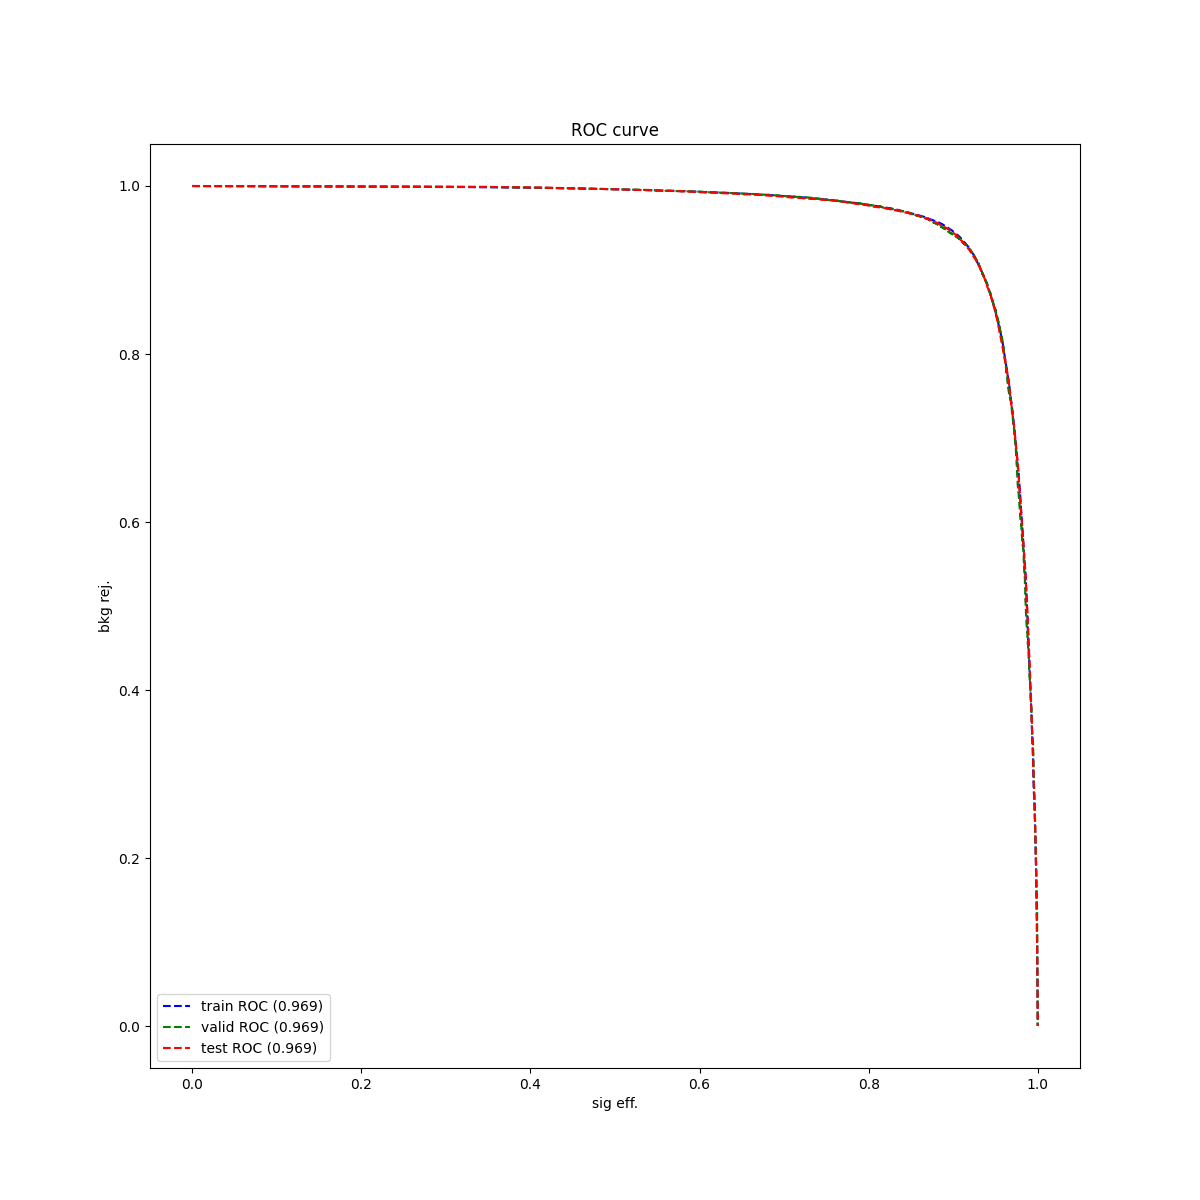 ROC curve
1.0
0.8
0.6
0.4
0.2
0.0
bkg rej.
train ROC (0.969)
valid ROC (0.969)
test ROC (0.969)
0.0 0.2 0.4 0.6 0.8 1.0
sig eff.